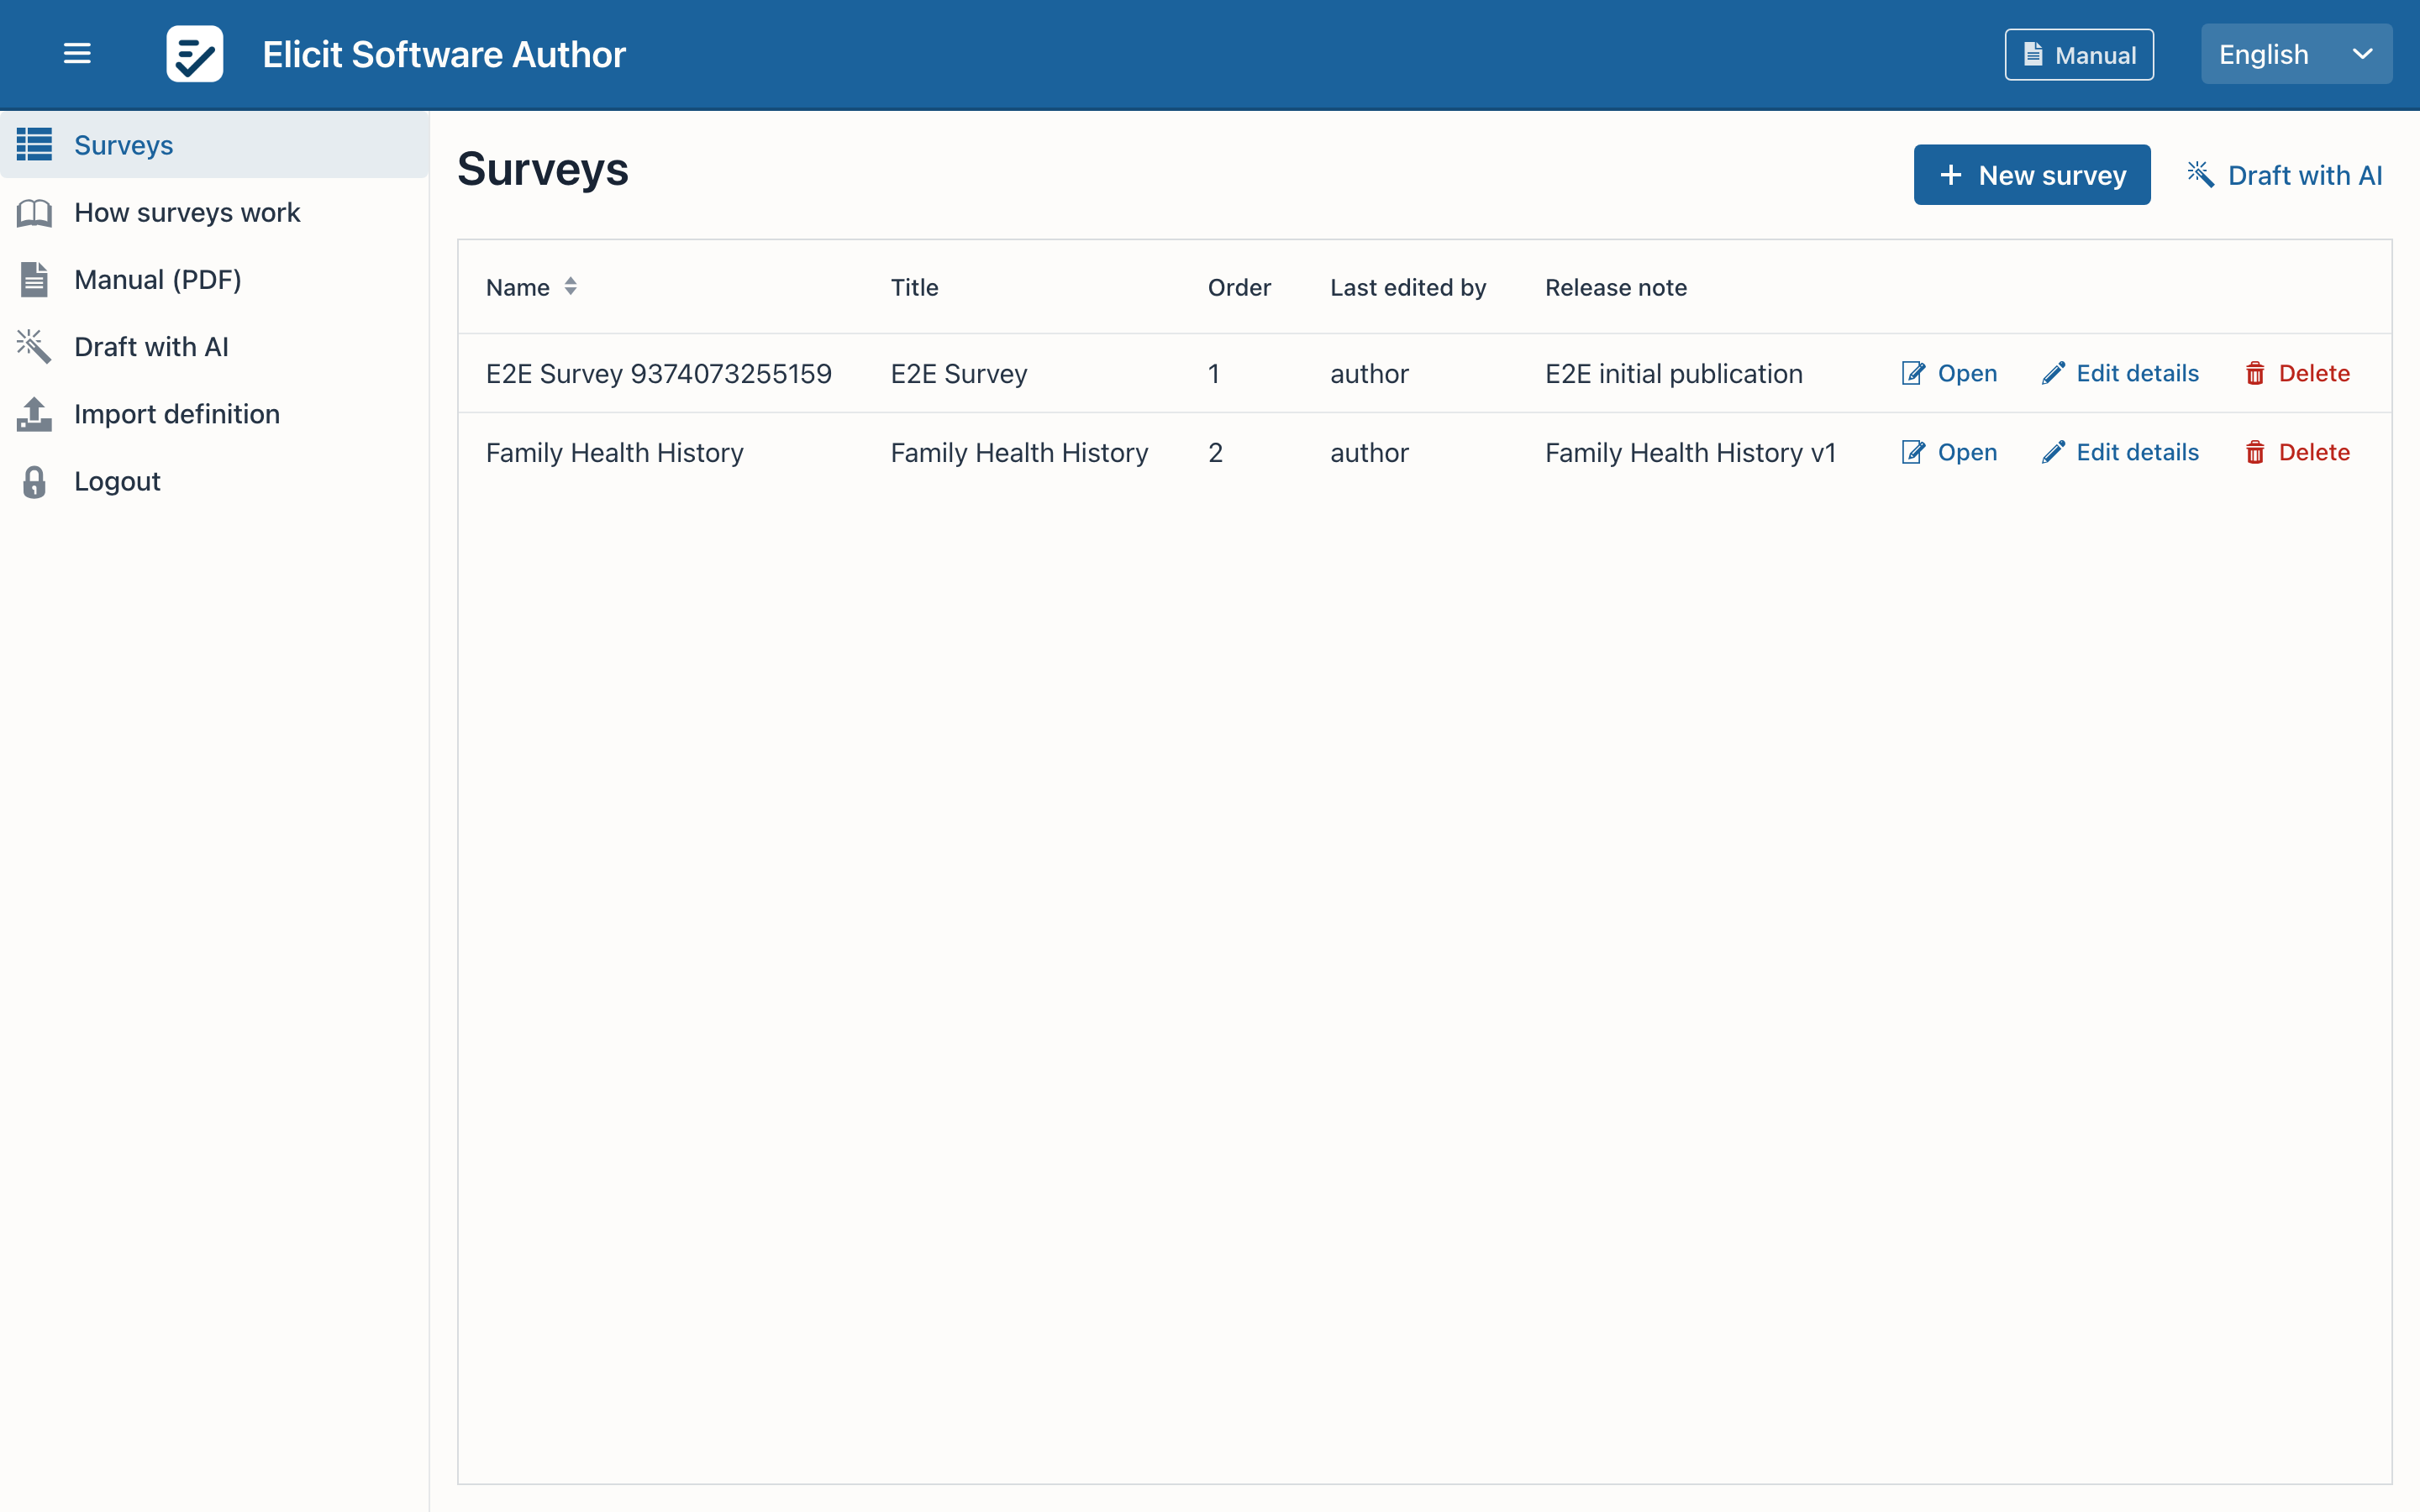 Elicit Software Author
Manual
English
Surveys
How surveys work
Manual (PDF)
Draft with AI
Import definition
Logout
Surveys
New survey
Draft with AI
Name Title Order Last edited by Release note
E2E Survey 9374073255159 E2E Survey 1 author E2E initial publication Open Edit details Delete
Family Health History Family Health History 2 author Family Health History v1 Open Edit details Delete